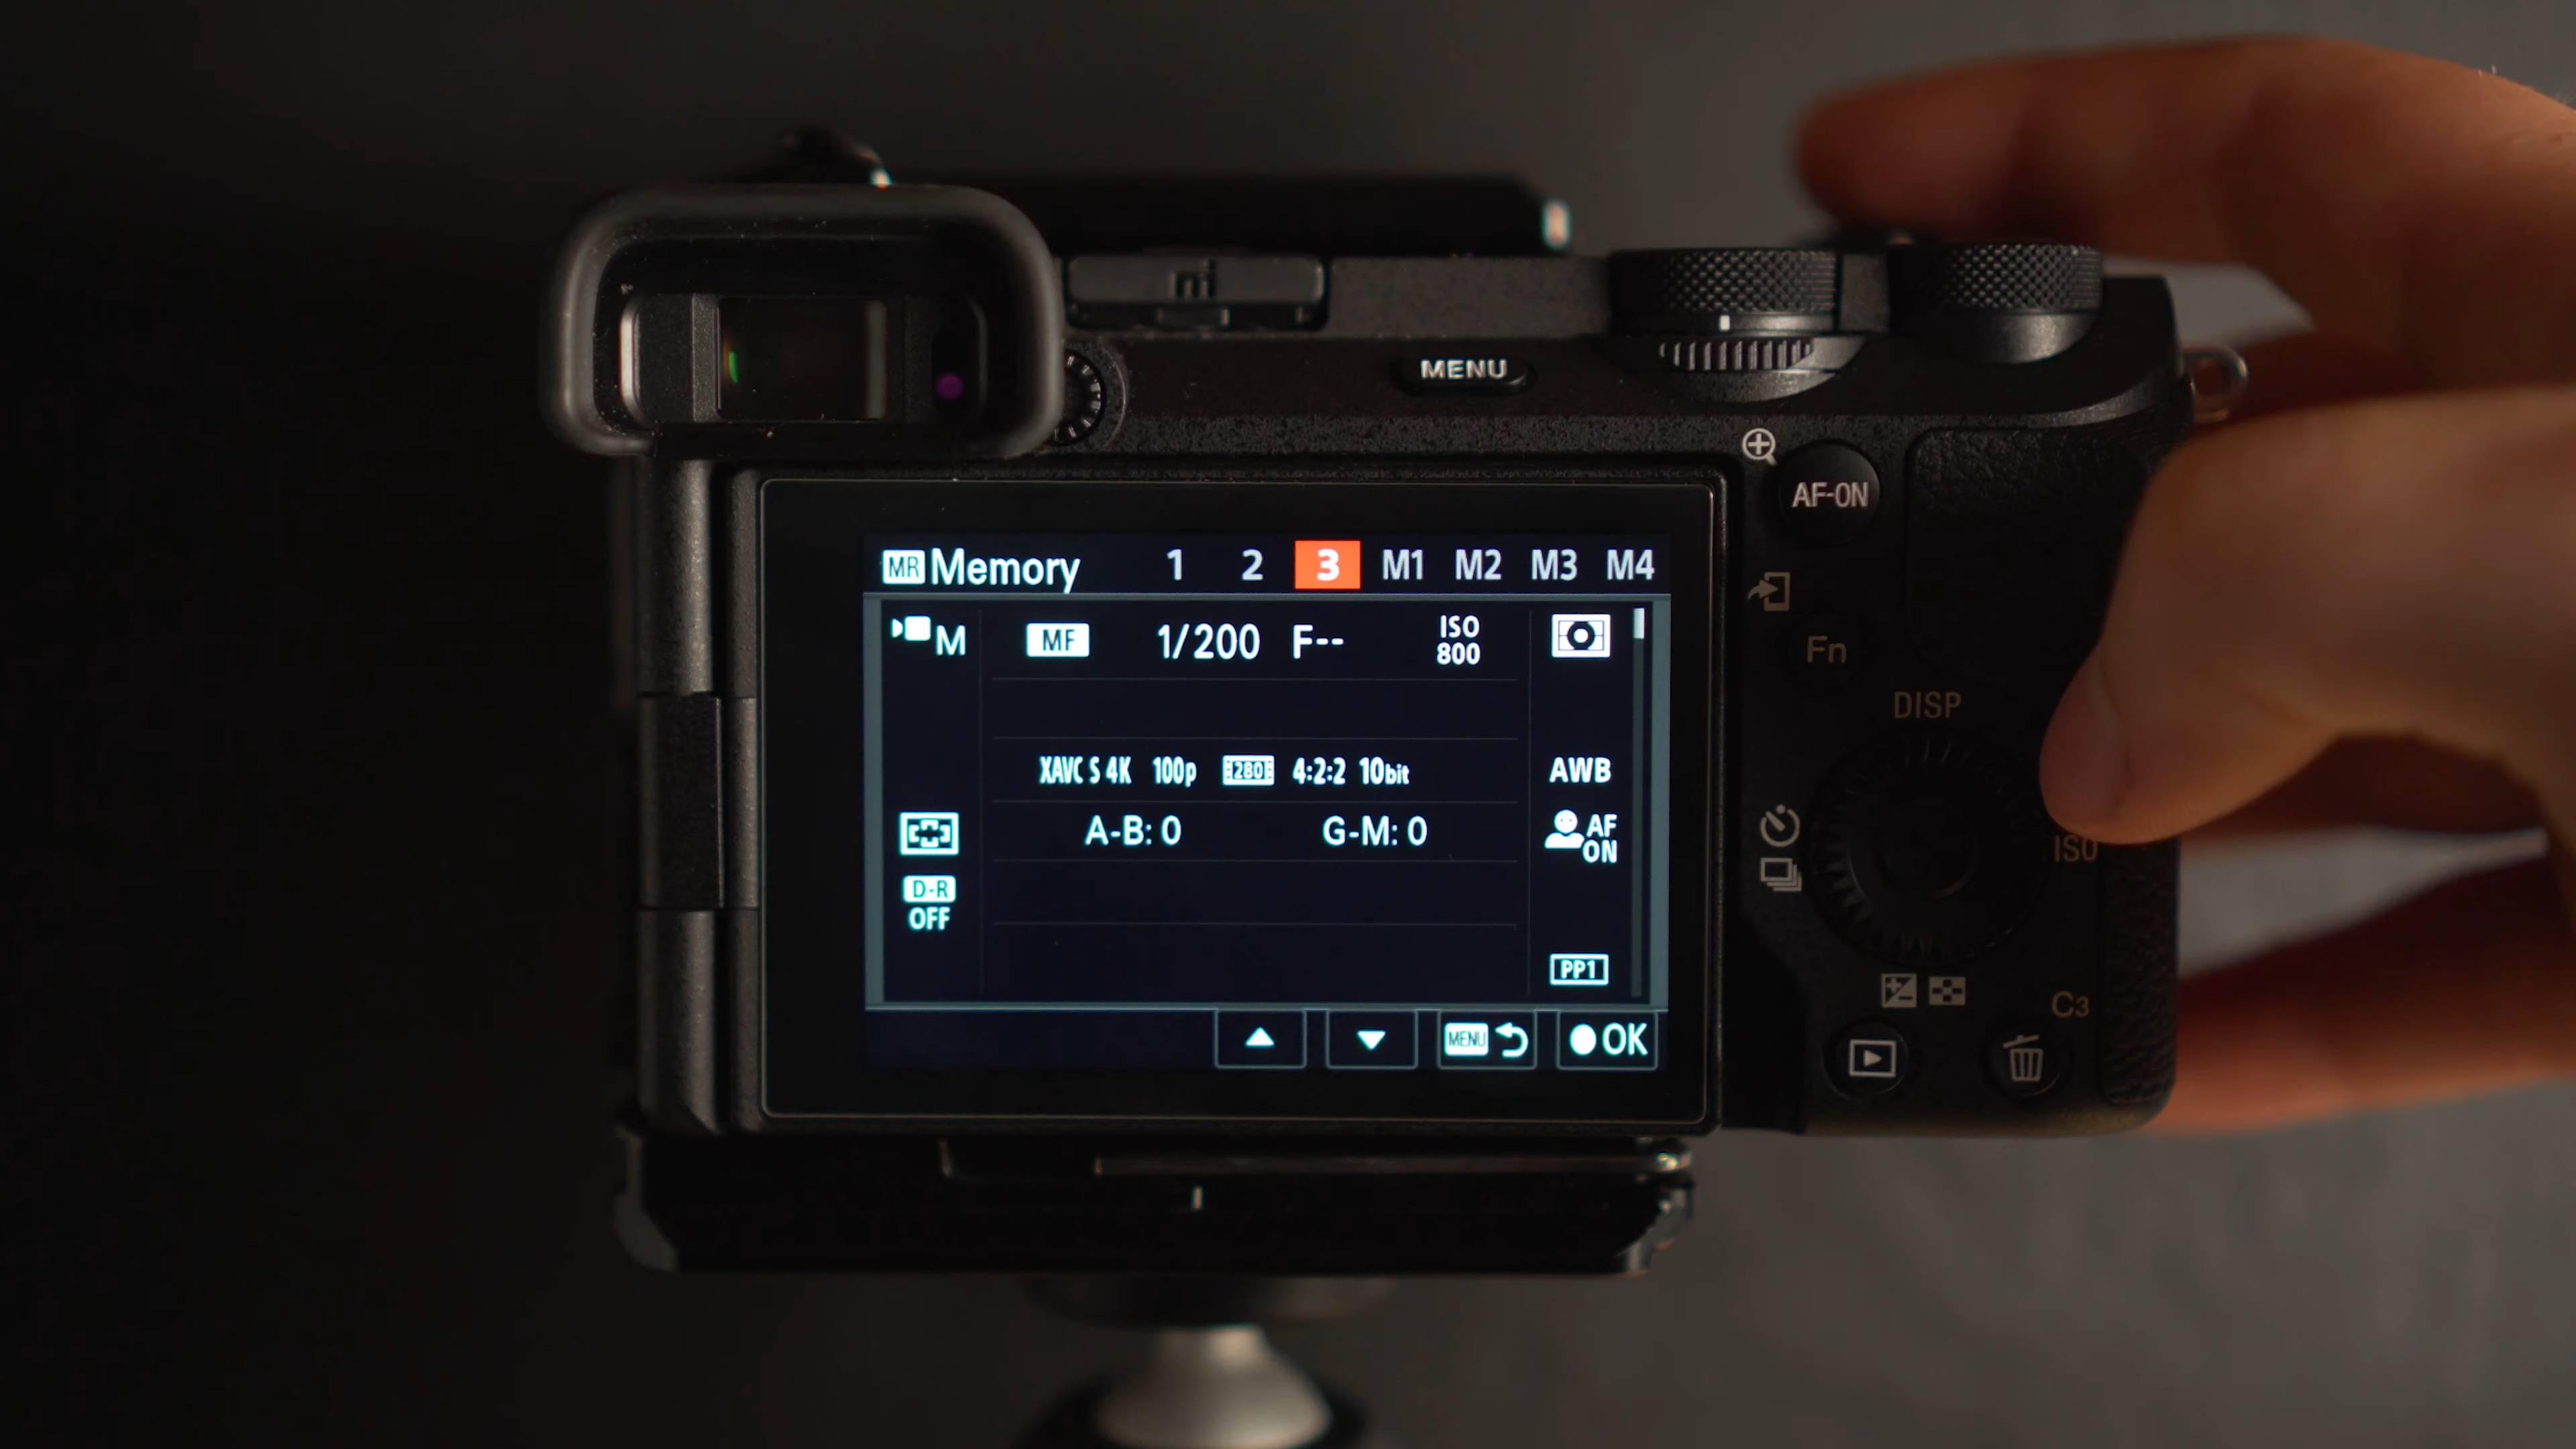 ni
MENU
AF-ON
MR Memory 1 2 3 M1 M2 M3 M4
M MF 1/200 F-- ISO 800
Fn
DISP
XAVC S 4K 100p 280 4:2:2 10bit AWB
A-B: 0 G-M: 0 AF ON
ISO
D-R OFF
PP1
C3
MENU OK